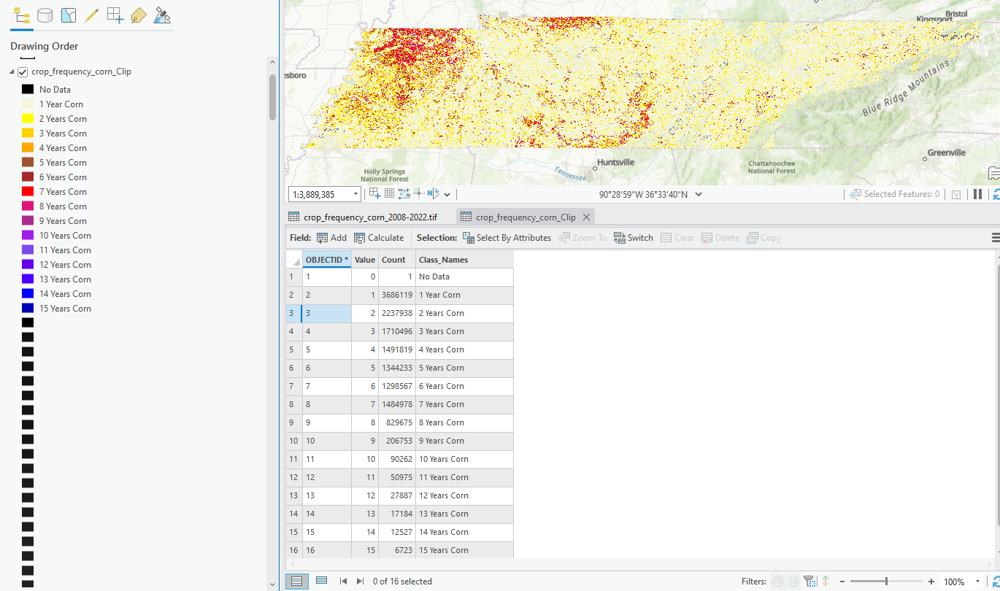 Drawing Order
crop_frequency_corn_Clip
No Data
1 Year Corn
2 Years Corn
3 Years Corn
4 Years Corn
5 Years Corn
6 Years Corn
7 Years Corn
8 Years Corn
9 Years Corn
10 Years Corn
11 Years Corn
12 Years Corn
13 Years Corn
14 Years Corn
15 Years Corn
Bristol
Kingsport
esboro
Blue Ridge Mountains
Greenville
Huntsville
Chattahoochee
National Forest
Holly Springs
National Forest
Tennessee
1:3,889,385
N
90°28'59"W 36°33'40"N
Selected Features: 0
crop_frequency_corn_2008-2022.tif
crop_frequency_corn_Clip
Field: Add Calculate Selection: Select By Attributes Zoom To Switch Clear Delete Copy
OBJECTID * Value Count Class_Names
1 1 0 1 No Data
2 2 1 3686119 1 Year Corn
3 3 2 2237938 2 Years Corn
4 4 3 1710496 3 Years Corn
5 5 4 1491819 4 Years Corn
6 6 5 1344233 5 Years Corn
7 7 6 1298567 6 Years Corn
8 8 7 1484978 7 Years Corn
9 9 8 829675 8 Years Corn
10 10 9 206753 9 Years Corn
11 11 10 90262 10 Years Corn
12 12 11 50975 11 Years Corn
13 13 12 27887 12 Years Corn
14 14 13 17184 13 Years Corn
15 15 14 12527 14 Years Corn
16 16 15 6723 15 Years Corn
0 of 16 selected
Filters:
- + 100%